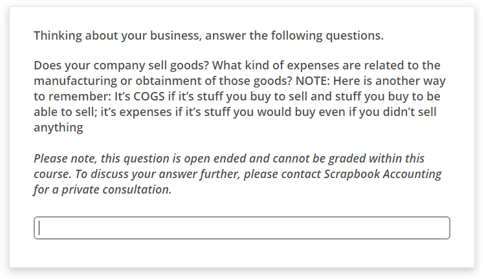 Thinking about your business, answer the following questions.
Does your company sell goods? What kind of expenses are related to the
manufacturing or obtainment of those goods? NOTE: Here is another way
to remember: It’s COGS if it’s stuff you buy to sell and stuff you buy to be
able to sell; it’s expenses if it’s stuff you would buy even if you didn’t sell
anything
Please note, this question is open ended and cannot be graded within this
course. To discuss your answer further, please contact Scrapbook Accounting
for a private consultation.